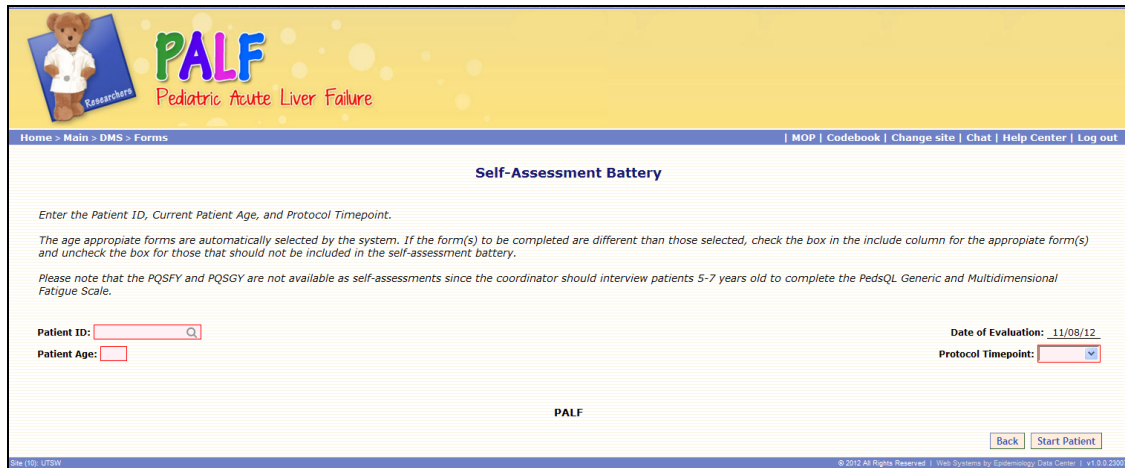 Researchers
PALF
Pediatric Acute Liver Failure
Home > Main > DMS > Forms | MOP | Codebook | Change site | Chat | Help Center | Log out
Self-Assessment Battery
Enter the Patient ID, Current Patient Age, and Protocol Timepoint.
The age appropiate forms are automatically selected by the system. If the form(s) to be completed are different than those selected, check the box in the include column for the appropiate form(s)
and uncheck the box for those that should not be included in the self-assessment battery.
Please note that the PQSFY and PQSGY are not available as self-assessments since the coordinator should interview patients 5-7 years old to complete the PedsQL Generic and Multidimensional
Fatigue Scale.
Patient ID: Date of Evaluation: 11/08/12
Patient Age: Protocol Timepoint:
PALF
Back Start Patient
Site (10): UTSW © 2012 All Rights Reserved | Web Systems by Epidemiology Data Center | v1.0.0.2300